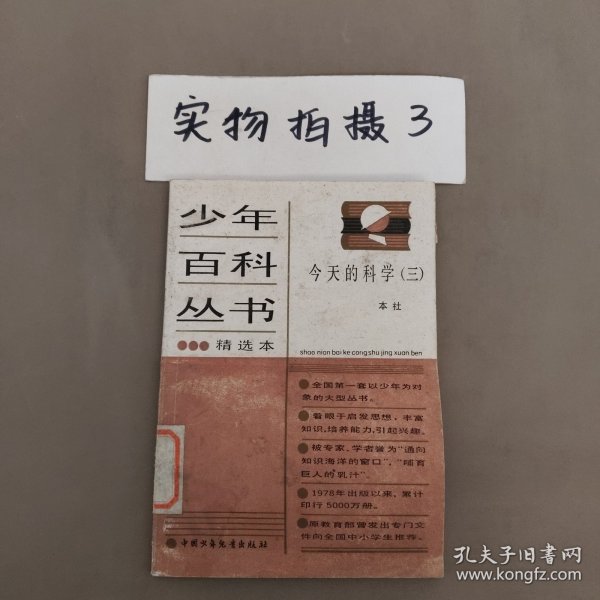 实物拍摄3
少年
百科
丛书
精选本
今天的科学(三)
本社
shao nian bai ke cong shu jing xuan ben
全国第一套以少年为对
象的大型丛书。
着眼于启发思想，丰富
知识，培养能力，引起兴趣。
被专家、学者誉为“通向
知识海洋的窗口”，“哺育
巨人的乳汁”。
1978年出版以来，累计
印行5000万册。
原教育部曾发出专门文
件向全国中小学生推荐。
中国少年儿童出版社
孔夫子旧书网
www.kongfz.com